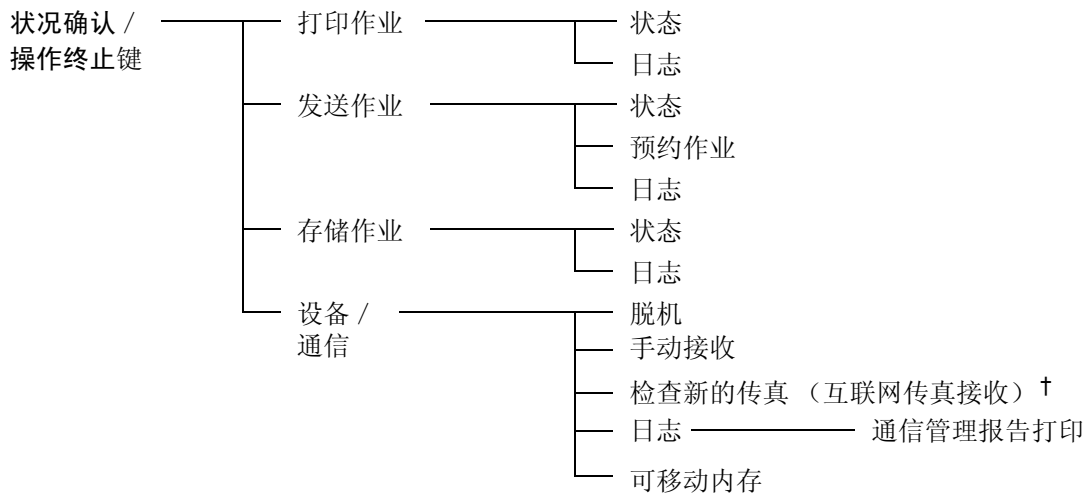 状况确认 / 打印作业 状态
操作终止键 日志
发送作业 状态
预约作业
日志
存储作业 状态
日志
设备 / 脱机
通信 手动接收
检查新的传真 （互联网传真接收）†
日志 通信管理报告打印
可移动内存